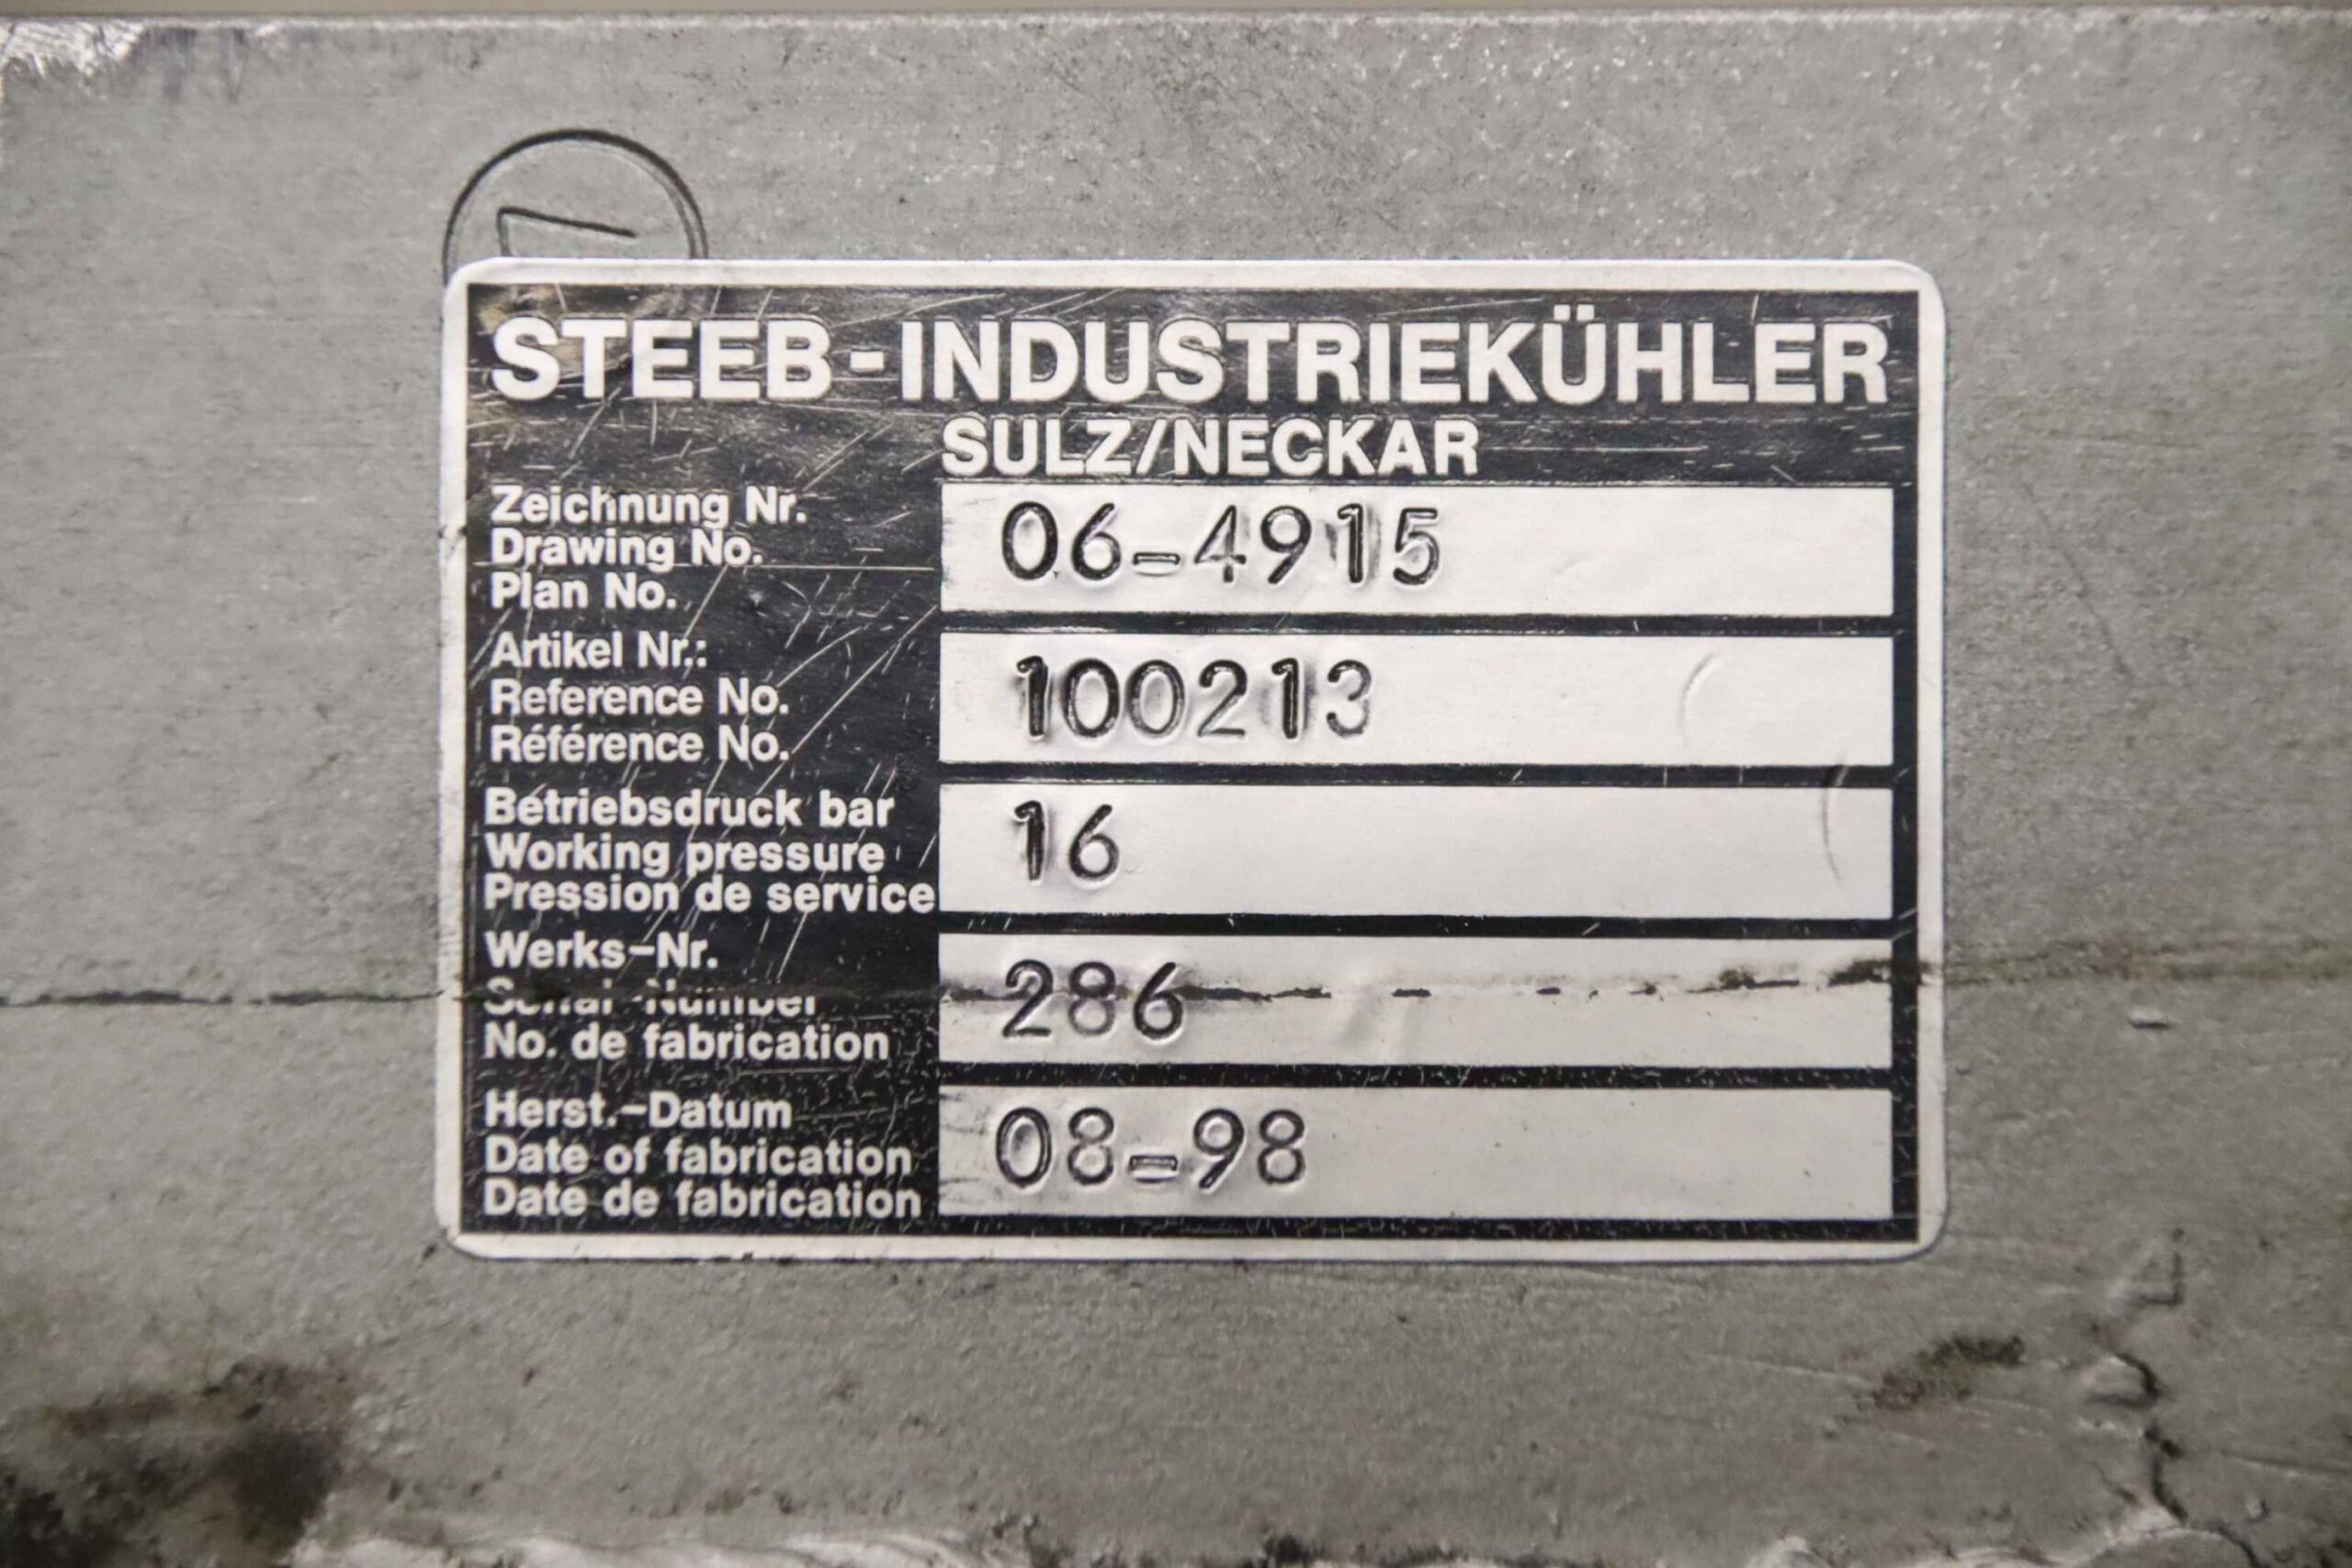 STEEB-INDUSTRIEKÜHLER
SULZ/NECKAR
Zeichnung Nr.
Drawing No.
Plan No.
06-4915
Artikel Nr.:
Reference No.
Référence No.
100213
Betriebsdruck bar
Working pressure
Pression de service
16
Werks-Nr.
Serial-Number
No. de fabrication
286
Herst.-Datum
Date of fabrication
Date de fabrication
08-98